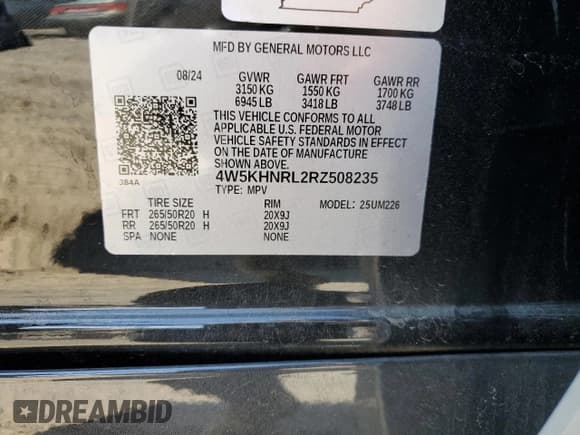 MFD BY GENERAL MOTORS LLC
08/24 GVWR GAWR FRT GAWR RR
3150 KG 1550 KG 1700 KG
6945 LB 3418 LB 3748 LB
THIS VEHICLE CONFORMS TO ALL
APPLICABLE U.S. FEDERAL MOTOR
VEHICLE SAFETY STANDARDS IN EFFECT
ON THE DATE OF MANUFACTURE
SHOWN ABOVE.
384A
4W5KHNRL2RZ508235
TYPE: MPV MODEL: 25UM226
TIRE SIZE RIM
FRT 265/50R20 H 20X9J
RR 265/50R20 H 20X9J
SPA NONE NONE
DREAMBID